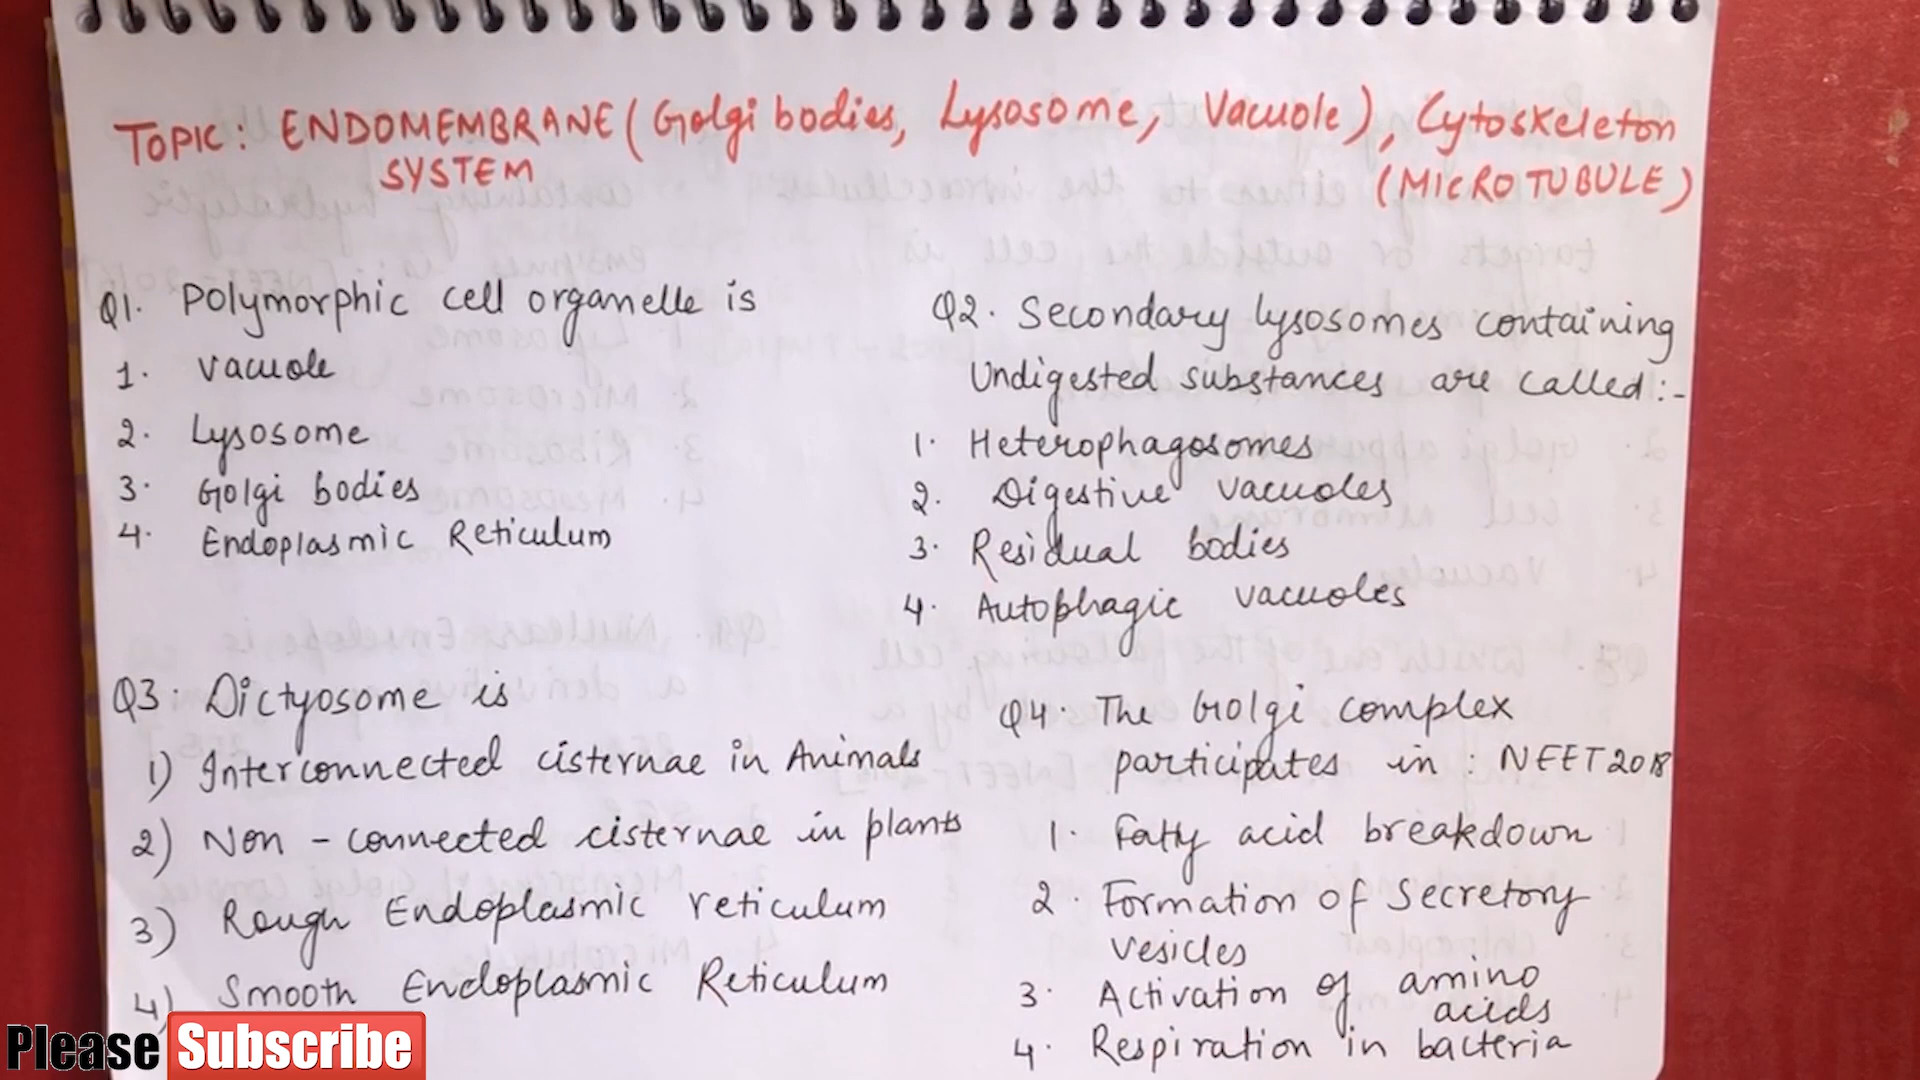 TOPIC: ENDOMEMBRANE (Golgi bodies, Lysosome, Vacuole), Cytoskeleton
SYSTEM (MICROTUBULE)
Q1. Polymorphic cell organelle is
1. Vacuole
2. Lysosome
3. Golgi bodies
4. Endoplasmic Reticulum
Q2. Secondary lysosomes containing
Undigested substances are called:-
1. Heterophagosomes
2. Digestive vacuoles
3. Residual bodies
4. Autophagic vacuoles
Q3. Dictyosome is
1) Interconnected cisternae in Animals
2) Non-connected cisternae in plants
3) Rough Endoplasmic reticulum
4) Smooth Endoplasmic Reticulum
Q4. The Golgi complex
participates in : NEET 2018
1. Fatty acid breakdown
2. Formation of Secretory
vesicles
3. Activation of amino
acids
4. Respiration in bacteria
Please Subscribe